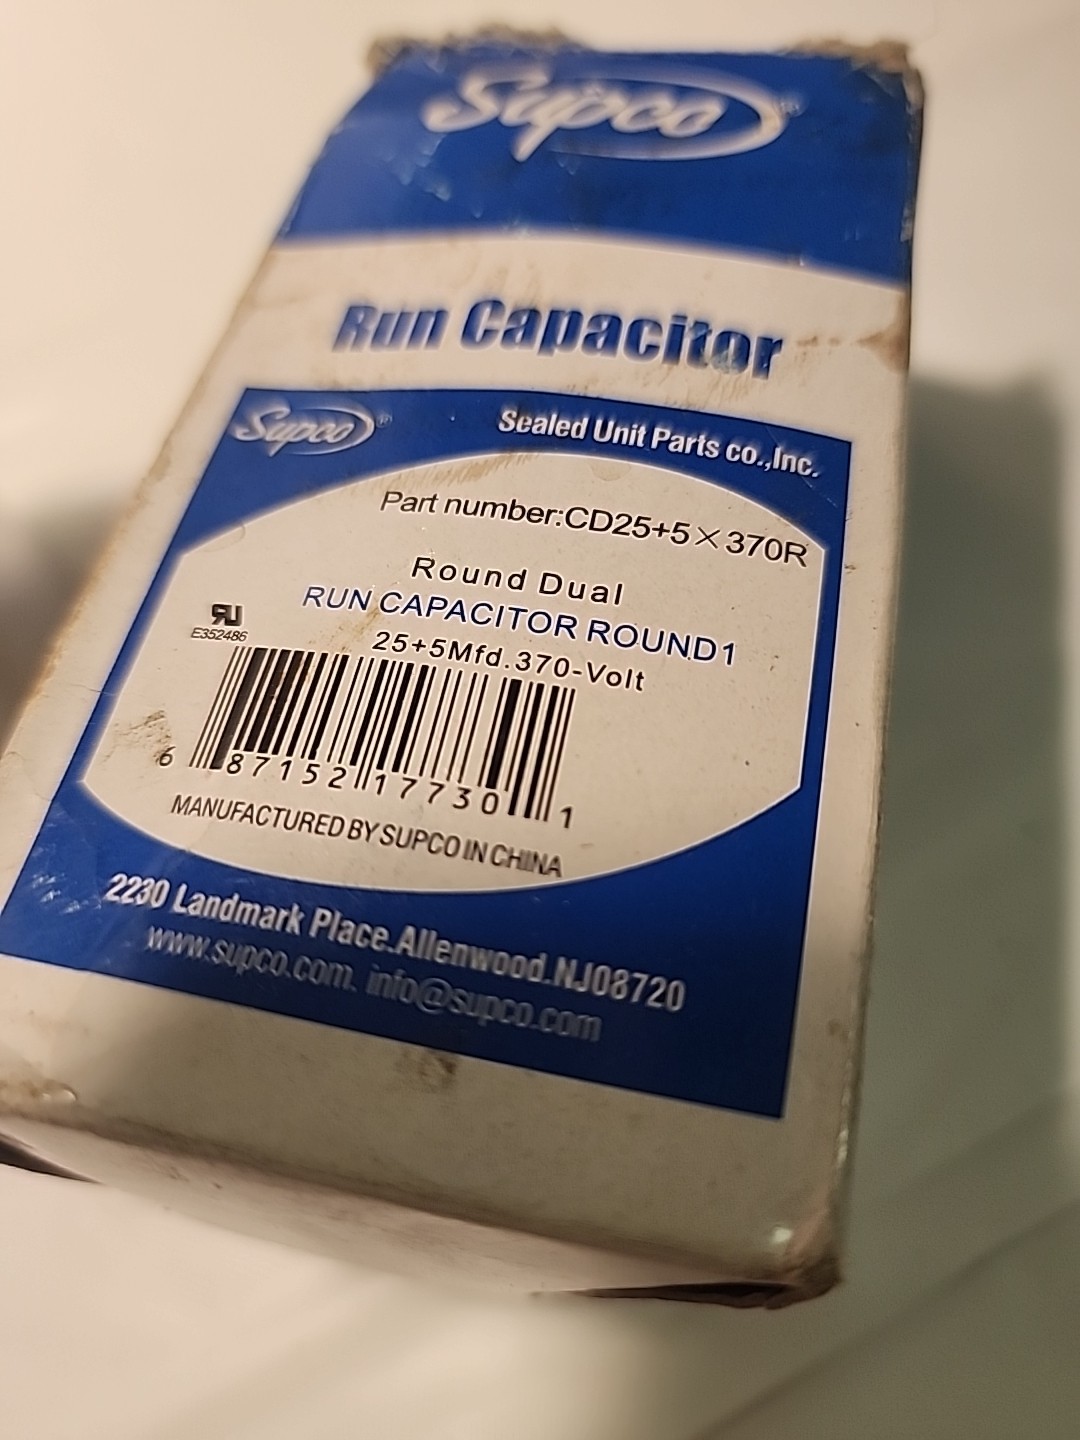 Supco®
Run Capacitor
Supco®
Sealed Unit Parts co.,Inc.
Part number:CD25+5×370R
Round Dual
RUN CAPACITOR ROUND1
25+5Mfd.370-Volt
RU
E352486
6 87152 17730 1
MANUFACTURED BY SUPCO IN CHINA
2230 Landmark Place.Allenwood.NJ08720
www.supco.com. info@supco.com